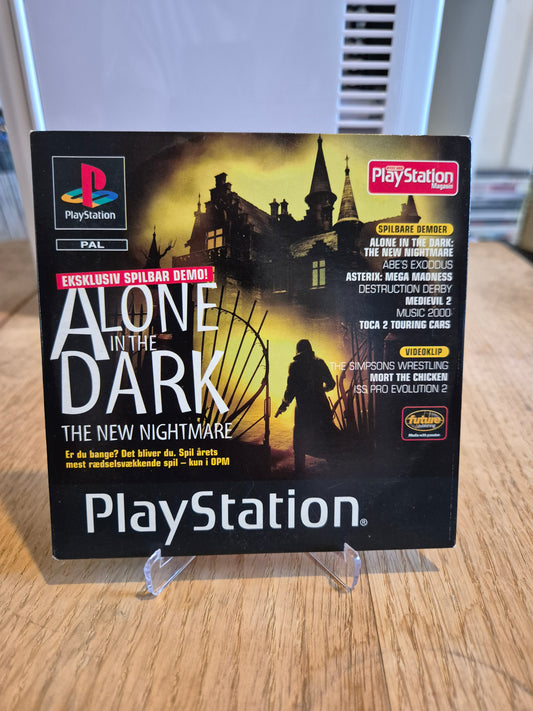 PlayStation
PAL
EKSKLUSIV SPILBAR DEMO!
ALONE
IN THE
DARK
THE NEW NIGHTMARE
Er du bange? Det bliver du. Spil årets
mest rædselsvækkende spil – kun i OPM
PlayStation
Magasin
SPILBARE DEMOER
ALONE IN THE DARK:
THE NEW NIGHTMARE
ABE'S EXODDUS
ASTERIX: MEGA MADNESS
DESTRUCTION DERBY
MEDIEVIL 2
MUSIC 2000
TOCA 2 TOURING CARS
VIDEOKLIP
THE SIMPSONS WRESTLING
MORT THE CHICKEN
ISS PRO EVOLUTION 2
future
Media with passion
PlayStation®